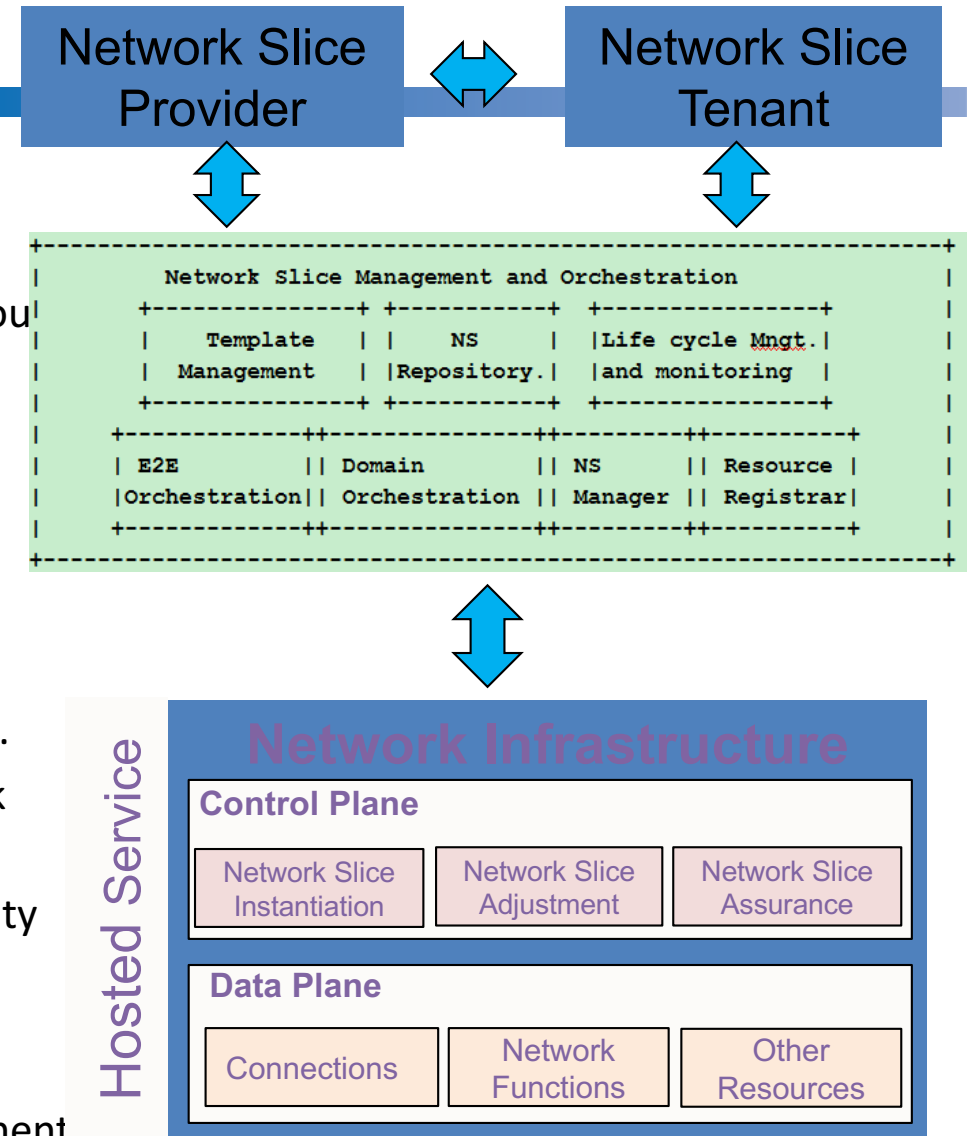 Network Slice
Provider
Network Slice
Tenant
Network Slice Management and Orchestration
Template
Management
NS
Repository.
Life cycle Mngt.
and monitoring
E2E
Orchestration
Domain
Orchestration
NS
Manager
Resource
Registrar
Hosted Service
Network Infrastructure
Control Plane
Network Slice
Instantiation
Network Slice
Adjustment
Network Slice
Assurance
Data Plane
Connections
Network
Functions
Other
Resources